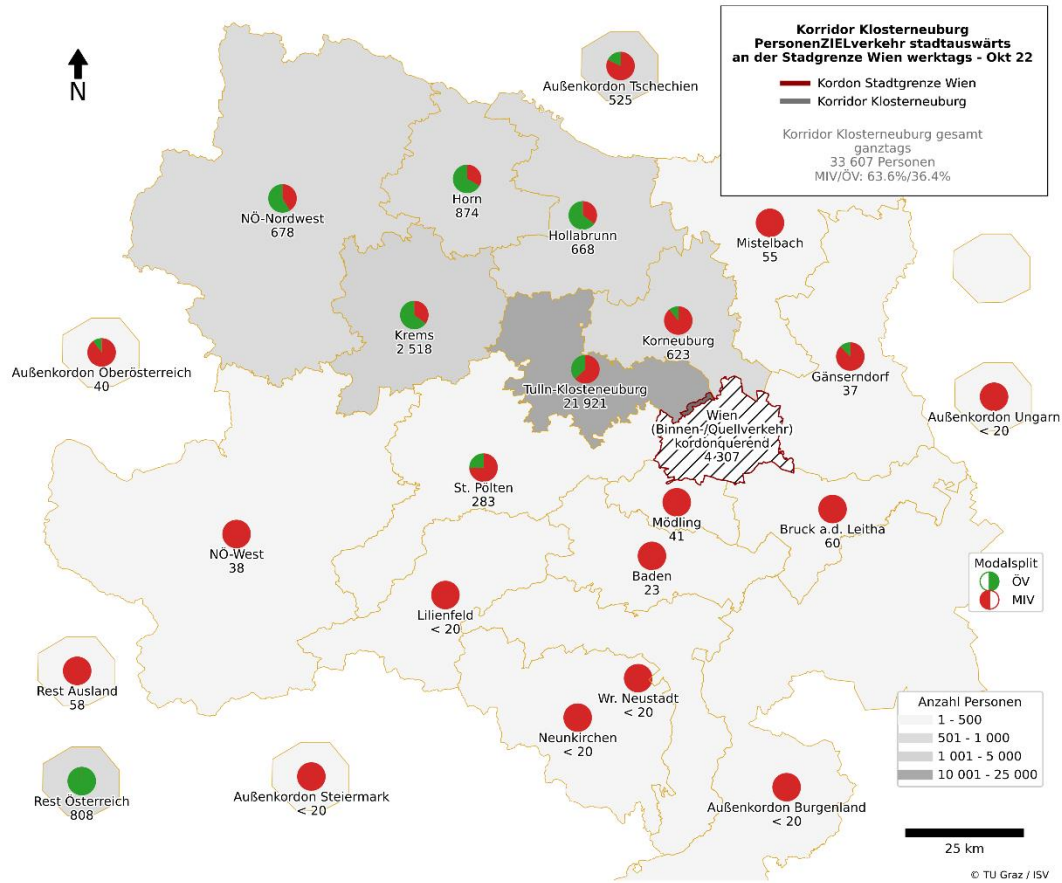 Korridor Klosterneuburg
PersonenZIELverkehr stadtauswärts
an der Stadgrenze Wien werktags - Okt 22
Kordon Stadtgrenze Wien
Korridor Klosterneuburg
Korridor Klosterneuburg gesamt
ganztags
33 607 Personen
MIV/ÖV: 63.6%/36.4%
N
Außenkordon Tschechien
525
NÖ-Nordwest
678
Horn
874
Hollabrunn
668
Mistelbach
55
Krems
2 518
Korneuburg
623
Außenkordon Oberösterreich
40
Tulln-Klosteneuburg
21 921
Gänserndorf
37
Außenkordon Ungarn
< 20
Wien
(Binnen-/Quellverkehr)
kordonquerend
4 307
St. Pölten
283
Mödling
41
Bruck a.d. Leitha
60
NÖ-West
38
Baden
23
Modalsplit
ÖV
MIV
Lilienfeld
< 20
Rest Ausland
58
Wr. Neustadt
< 20
Neunkirchen
< 20
Anzahl Personen
1 - 500
501 - 1 000
1 001 - 5 000
10 001 - 25 000
Rest Österreich
808
Außenkordon Steiermark
< 20
Außenkordon Burgenland
< 20
25 km
© TU Graz / ISV